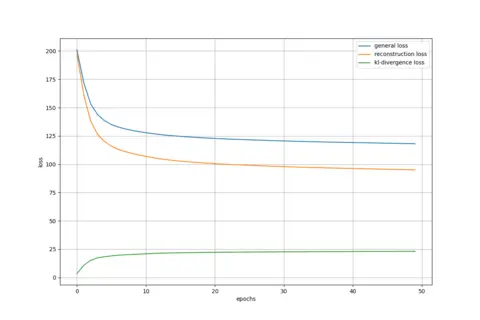 general loss
reconstruction loss
kl-divergence loss
200
175
150
125
100
75
50
25
0
loss
0 10 20 30 40 50
epochs